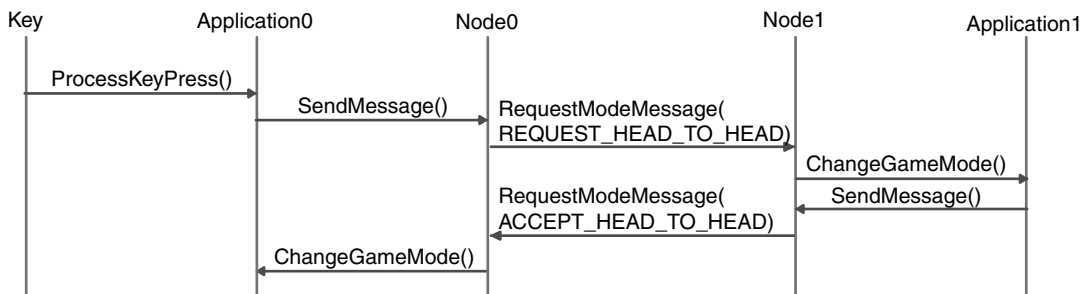 Key
Application0
Node0
Node1
Application1
ProcessKeyPress()
SendMessage()
RequestModeMessage(
REQUEST_HEAD_TO_HEAD)
ChangeGameMode()
SendMessage()
RequestModeMessage(
ACCEPT_HEAD_TO_HEAD)
ChangeGameMode()